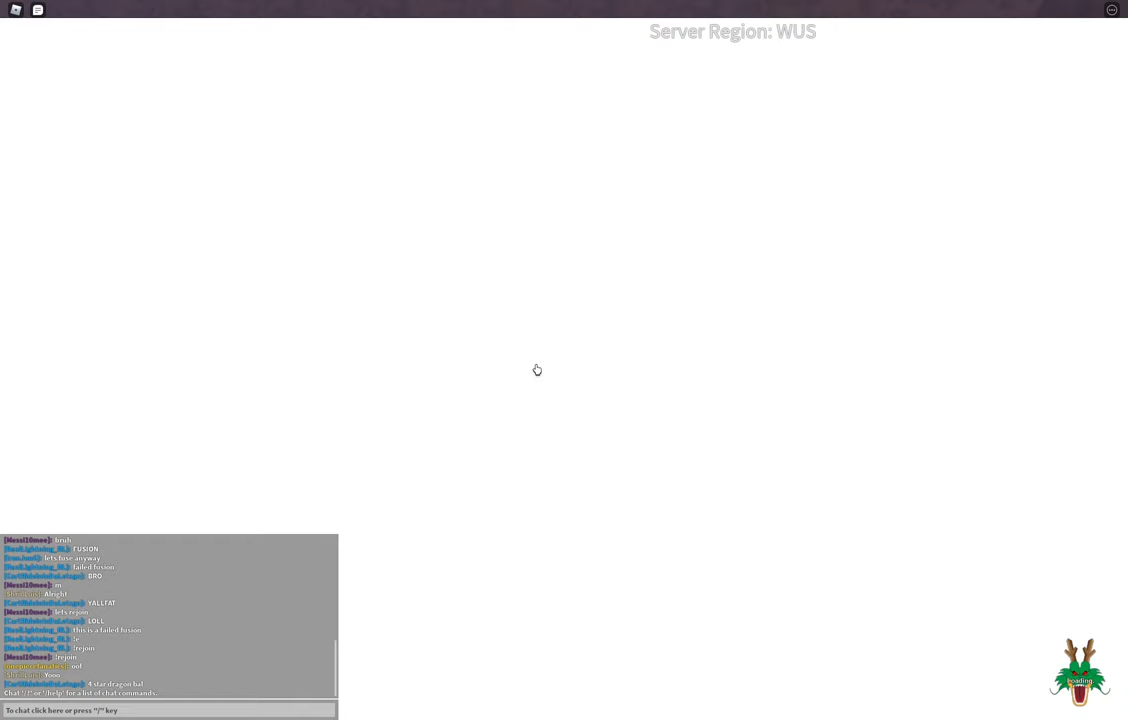 Server Region: WUS
[Messi10mee]: bruh
FUSION
lets fuse anyway
failed fusion
BRO
[Messi10mee]: m
Alright
YALLFAT
[Messi10mee]: lets rejoin
LOLL
this is a failed fusion
!e
!rejoin
[Messi10mee]: !rejoin
oof
Yooo
4 star dragon bal
Chat '/?' or '/help' for a list of chat commands.
To chat click here or press "/" key
Loading.